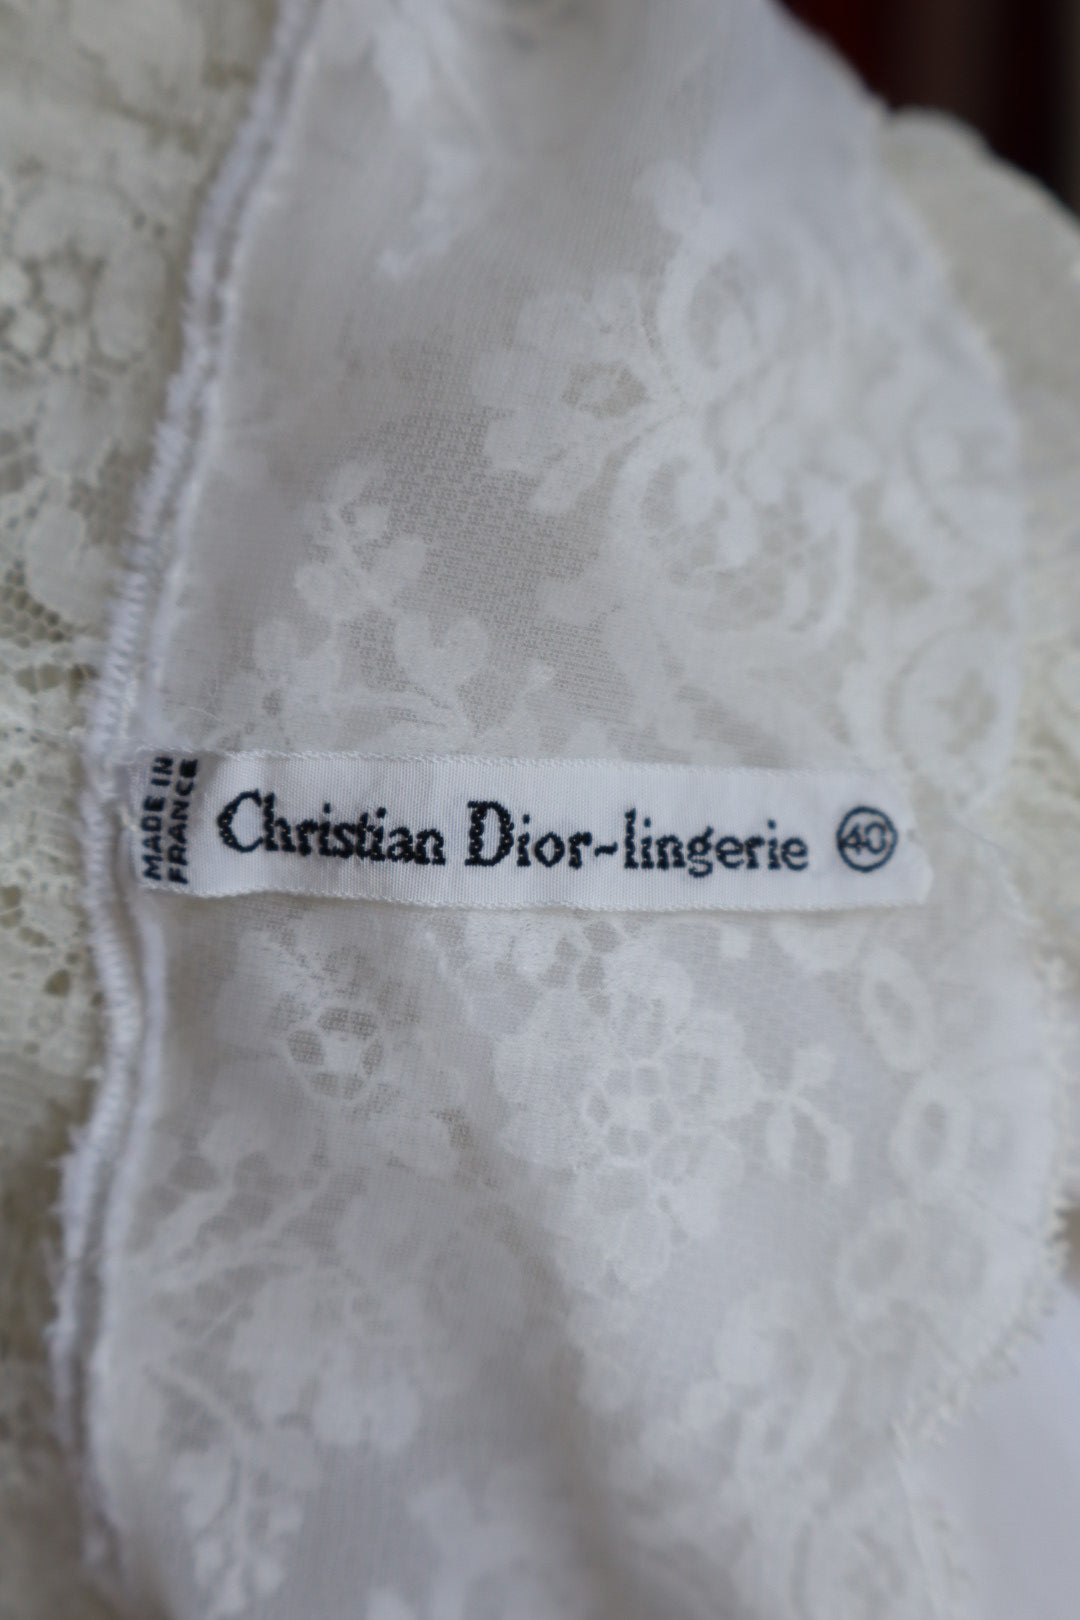 MADE IN
FRANCE
Christian Dior-lingerie 40